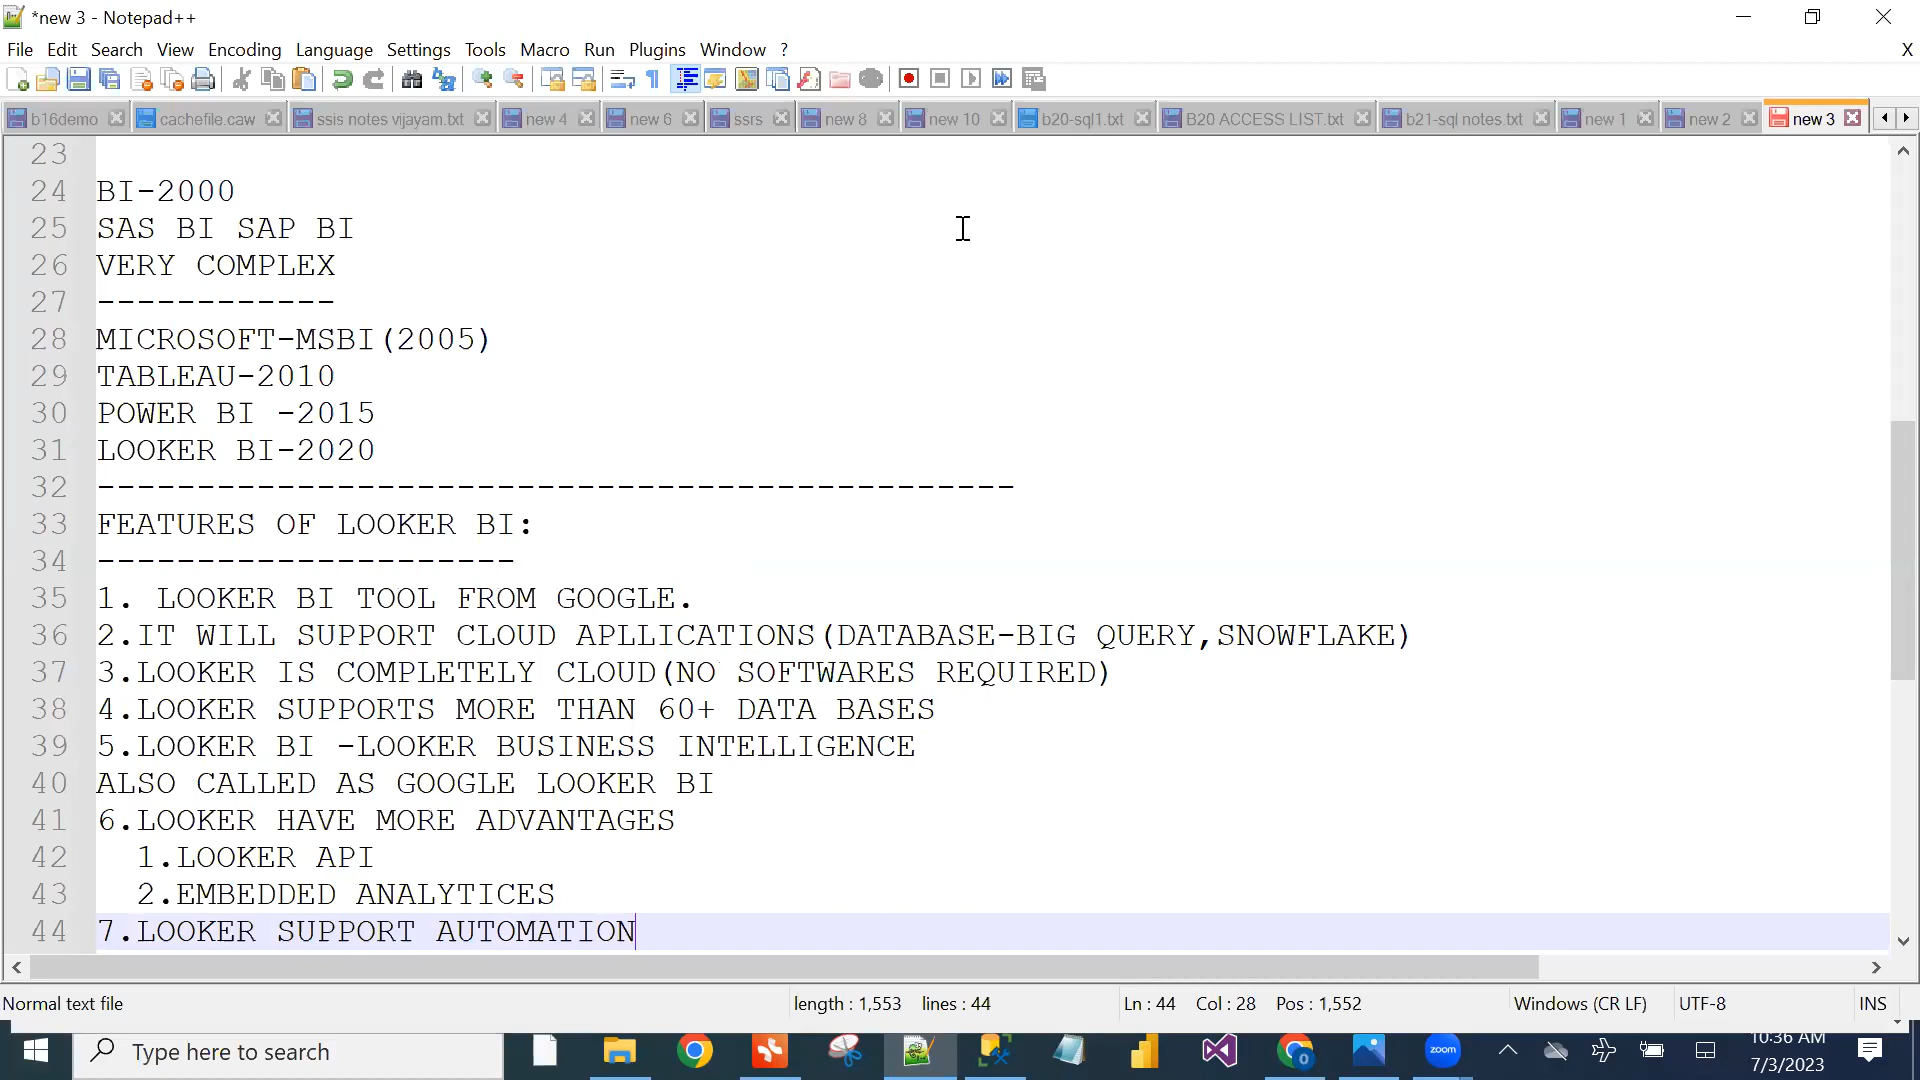 *new 3 - Notepad++
File Edit Search View Encoding Language Settings Tools Macro Run Plugins Window ? X
b16demo cachefile.caw ssis notes vijayam.txt new 4 new 6 ssrs new 8 new 10 b20-sql1.txt B20 ACCESS LIST.txt b21-sql notes.txt new 1 new 2 new 3
23
24 BI-2000
25 SAS BI SAP BI
26 VERY COMPLEX
27 ------------
28 MICROSOFT-MSBI(2005)
29 TABLEAU-2010
30 POWER BI -2015
31 LOOKER BI-2020
32 ----------------------------------------------
33 FEATURES OF LOOKER BI:
34 ---------------------
35 1. LOOKER BI TOOL FROM GOOGLE.
36 2.IT WILL SUPPORT CLOUD APLLICATIONS(DATABASE-BIG QUERY,SNOWFLAKE)
37 3.LOOKER IS COMPLETELY CLOUD(NO SOFTWARES REQUIRED)
38 4.LOOKER SUPPORTS MORE THAN 60+ DATA BASES
39 5.LOOKER BI -LOOKER BUSINESS INTELLIGENCE
40 ALSO CALLED AS GOOGLE LOOKER BI
41 6.LOOKER HAVE MORE ADVANTAGES
42 1.LOOKER API
43 2.EMBEDDED ANALYTICES
44 7.LOOKER SUPPORT AUTOMATION
Normal text file length : 1,553 lines : 44 Ln : 44 Col : 28 Pos : 1,552 Windows (CR LF) UTF-8 INS
Type here to search zoom 10:36 AM
7/3/2023